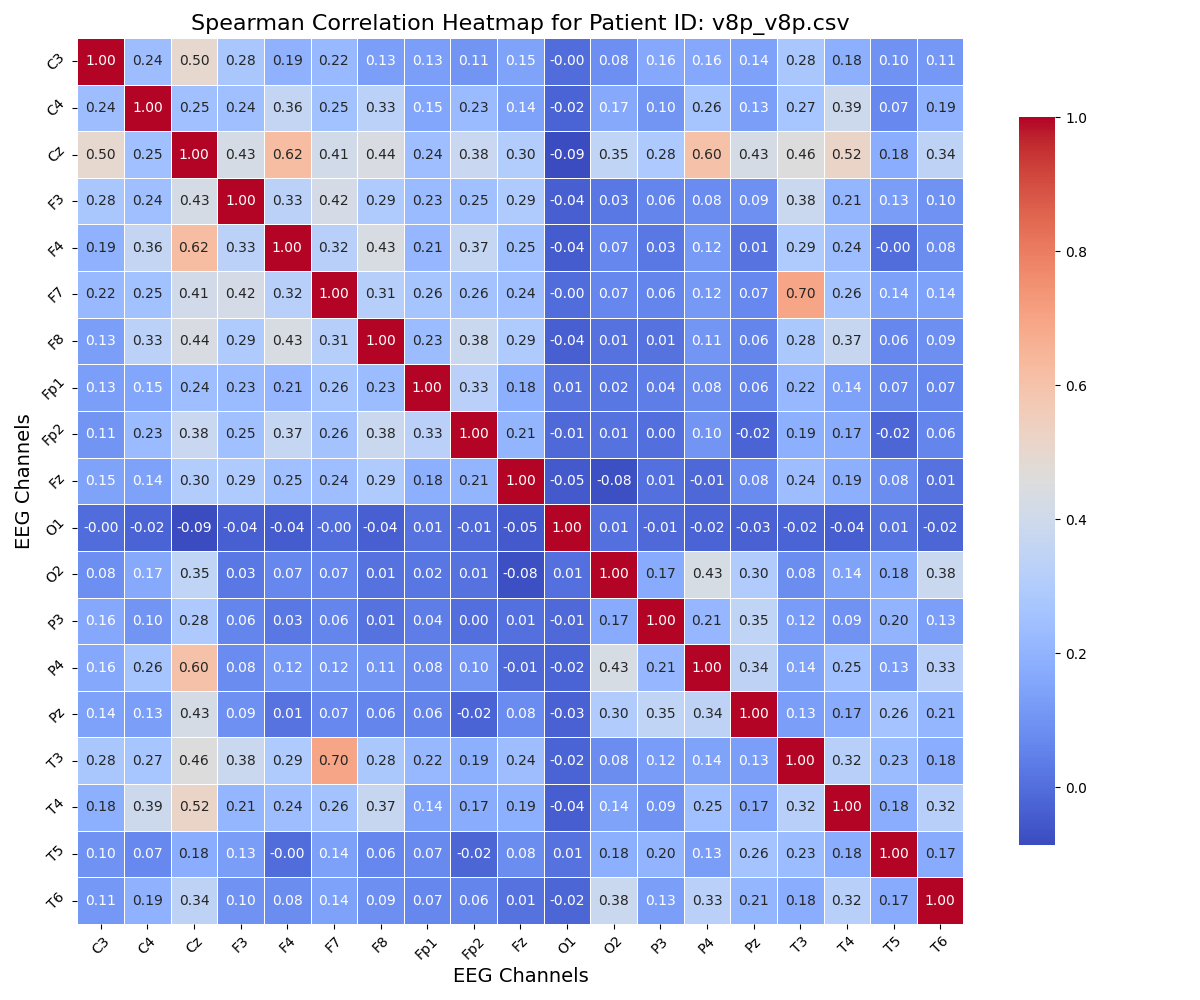 Spearman Correlation Heatmap for Patient ID: v8p_v8p.csv
C3 1.00 0.24 0.50 0.28 0.19 0.22 0.13 0.13 0.11 0.15 -0.00 0.08 0.16 0.16 0.14 0.28 0.18 0.10 0.11
C4 0.24 1.00 0.25 0.24 0.36 0.25 0.33 0.15 0.23 0.14 -0.02 0.17 0.10 0.26 0.13 0.27 0.39 0.07 0.19
Cz 0.50 0.25 1.00 0.43 0.62 0.41 0.44 0.24 0.38 0.30 -0.09 0.35 0.28 0.60 0.43 0.46 0.52 0.18 0.34
F3 0.28 0.24 0.43 1.00 0.33 0.42 0.29 0.23 0.25 0.29 -0.04 0.03 0.06 0.08 0.09 0.38 0.21 0.13 0.10
F4 0.19 0.36 0.62 0.33 1.00 0.32 0.43 0.21 0.37 0.25 -0.04 0.07 0.03 0.12 0.01 0.29 0.24 -0.00 0.08
F7 0.22 0.25 0.41 0.42 0.32 1.00 0.31 0.26 0.26 0.24 -0.00 0.07 0.06 0.12 0.07 0.70 0.26 0.14 0.14
F8 0.13 0.33 0.44 0.29 0.43 0.31 1.00 0.23 0.38 0.29 -0.04 0.01 0.01 0.11 0.06 0.28 0.37 0.06 0.09
Fp1 0.13 0.15 0.24 0.23 0.21 0.26 0.23 1.00 0.33 0.18 0.01 0.02 0.04 0.08 0.06 0.22 0.14 0.07 0.07
Fp2 0.11 0.23 0.38 0.25 0.37 0.26 0.38 0.33 1.00 0.21 -0.01 0.01 0.00 0.10 -0.02 0.19 0.17 -0.02 0.06
Fz 0.15 0.14 0.30 0.29 0.25 0.24 0.29 0.18 0.21 1.00 -0.05 -0.08 0.01 -0.01 0.08 0.24 0.19 0.08 0.01
O1 -0.00 -0.02 -0.09 -0.04 -0.04 -0.00 -0.04 0.01 -0.01 -0.05 1.00 0.01 -0.01 -0.02 -0.03 -0.02 -0.04 0.01 -0.02
O2 0.08 0.17 0.35 0.03 0.07 0.07 0.01 0.02 0.01 -0.08 0.01 1.00 0.17 0.43 0.30 0.08 0.14 0.18 0.38
P3 0.16 0.10 0.28 0.06 0.03 0.06 0.01 0.04 0.00 0.01 -0.01 0.17 1.00 0.21 0.35 0.12 0.09 0.20 0.13
P4 0.16 0.26 0.60 0.08 0.12 0.12 0.11 0.08 0.10 -0.01 -0.02 0.43 0.21 1.00 0.34 0.14 0.25 0.13 0.33
Pz 0.14 0.13 0.43 0.09 0.01 0.07 0.06 0.06 -0.02 0.08 -0.03 0.30 0.35 0.34 1.00 0.13 0.17 0.26 0.21
T3 0.28 0.27 0.46 0.38 0.29 0.70 0.28 0.22 0.19 0.24 -0.02 0.08 0.12 0.14 0.13 1.00 0.32 0.23 0.18
T4 0.18 0.39 0.52 0.21 0.24 0.26 0.37 0.14 0.17 0.19 -0.04 0.14 0.09 0.25 0.17 0.32 1.00 0.18 0.32
T5 0.10 0.07 0.18 0.13 -0.00 0.14 0.06 0.07 -0.02 0.08 0.01 0.18 0.20 0.13 0.26 0.23 0.18 1.00 0.17
T6 0.11 0.19 0.34 0.10 0.08 0.14 0.09 0.07 0.06 0.01 -0.02 0.38 0.13 0.33 0.21 0.18 0.32 0.17 1.00
C3 C4 Cz F3 F4 F7 F8 Fp1 Fp2 Fz O1 O2 P3 P4 Pz T3 T4 T5 T6
EEG Channels
EEG Channels
1.0
0.8
0.6
0.4
0.2
0.0